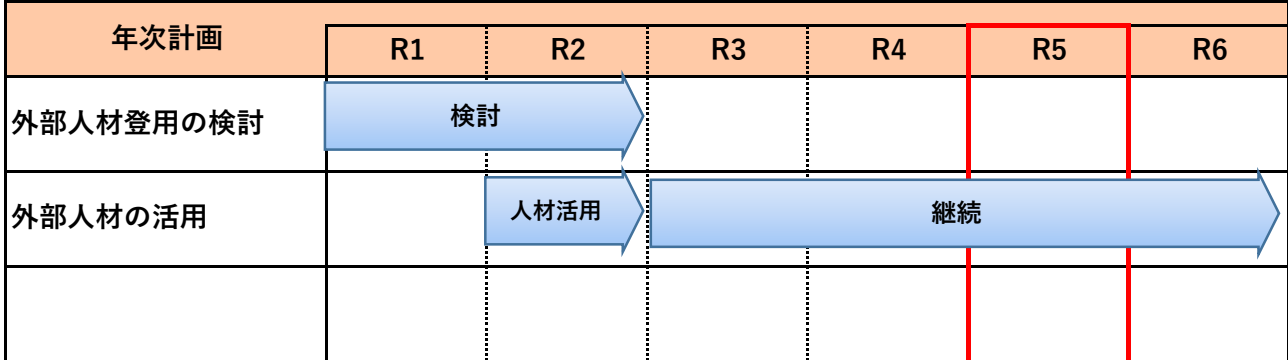 年次計画
R1 R2 R3 R4 R5 R6
外部人材登用の検討
検討
外部人材の活用
人材活用
継続